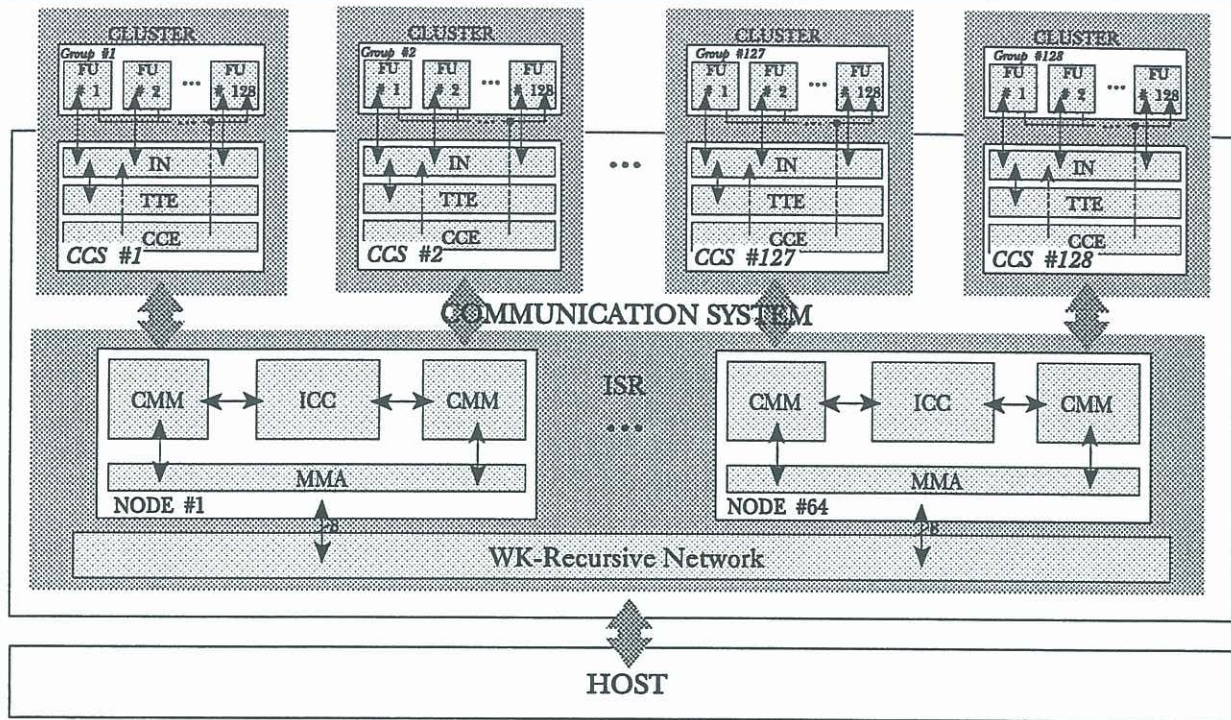 CLUSTER
Group #1
FU # 1
FU # 2
...
FU # 128
...
IN
TTE
CCE
CCS #1
CLUSTER
Group #2
FU # 1
FU # 2
...
FU # 128
...
IN
TTE
CCE
CCS #2
...
CLUSTER
Group #127
FU # 1
FU # 2
...
FU # 128
...
IN
TTE
CCE
CCS #127
CLUSTER
Group #128
FU # 1
FU # 2
...
FU # 128
...
IN
TTE
CCE
CCS #128
COMMUNICATION SYSTEM
CMM
ICC
CMM
MMA
NODE #1
8
ISR
...
CMM
ICC
CMM
MMA
NODE #64
8
WK-Recursive Network
HOST